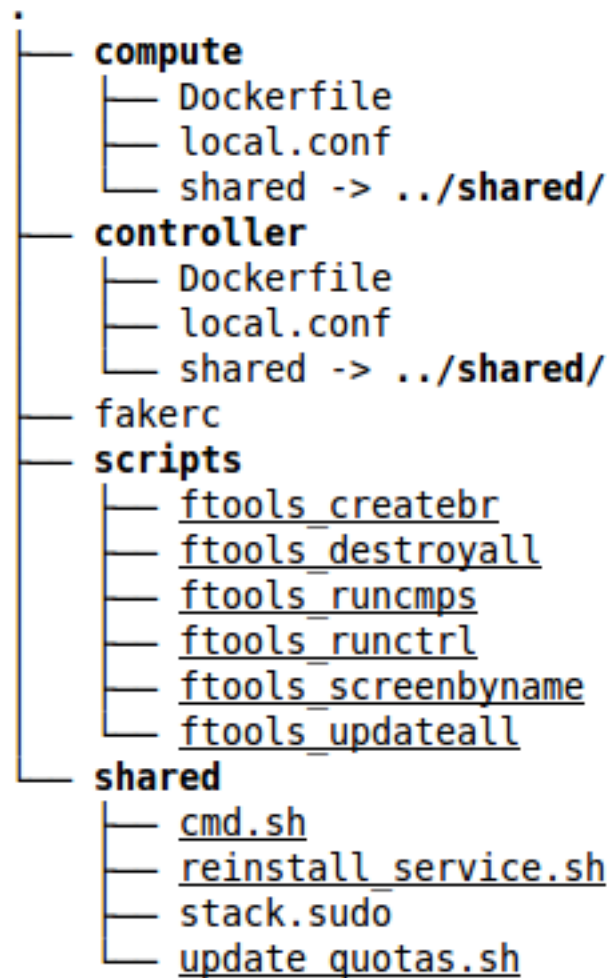 .
├── compute
│   ├── Dockerfile
│   ├── local.conf
│   └── shared -> ../shared/
├── controller
│   ├── Dockerfile
│   ├── local.conf
│   └── shared -> ../shared/
├── fakerc
├── scripts
│   ├── ftools_createbr
│   ├── ftools_destroyall
│   ├── ftools_runcmps
│   ├── ftools_runctrl
│   ├── ftools_screenbyname
│   └── ftools_updateall
└── shared
    ├── cmd.sh
    ├── reinstall_service.sh
    ├── stack.sudo
    └── update_quotas.sh